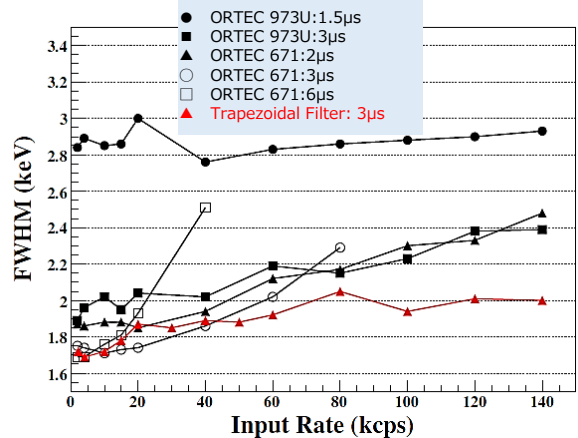 ORTEC 973U:1.5μs
ORTEC 973U:3μs
ORTEC 671:2μs
ORTEC 671:3μs
ORTEC 671:6μs
Trapezoidal Filter: 3μs
3.4
3.2
3
2.8
2.6
2.4
2.2
2
1.8
1.6
FWHM (keV)
0 20 40 60 80 100 120 140
Input Rate (kcps)